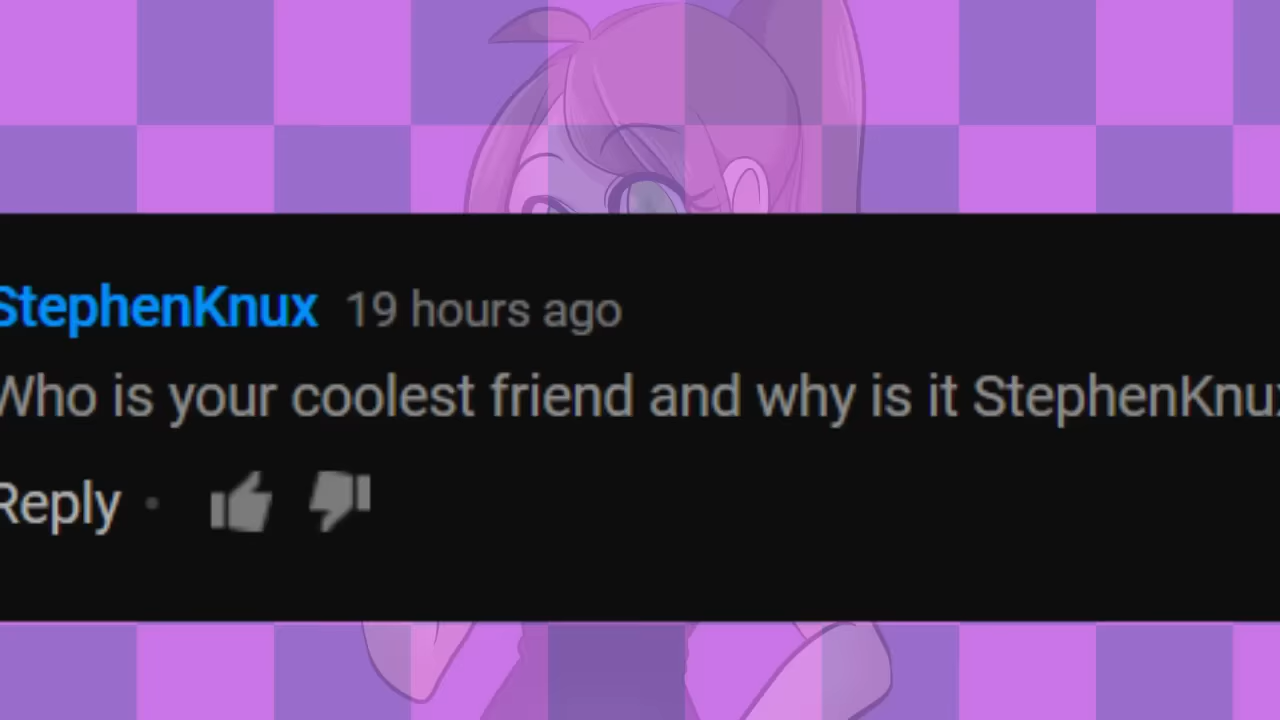 StephenKnux 19 hours ago
Who is your coolest friend and why is it StephenKnux
Reply